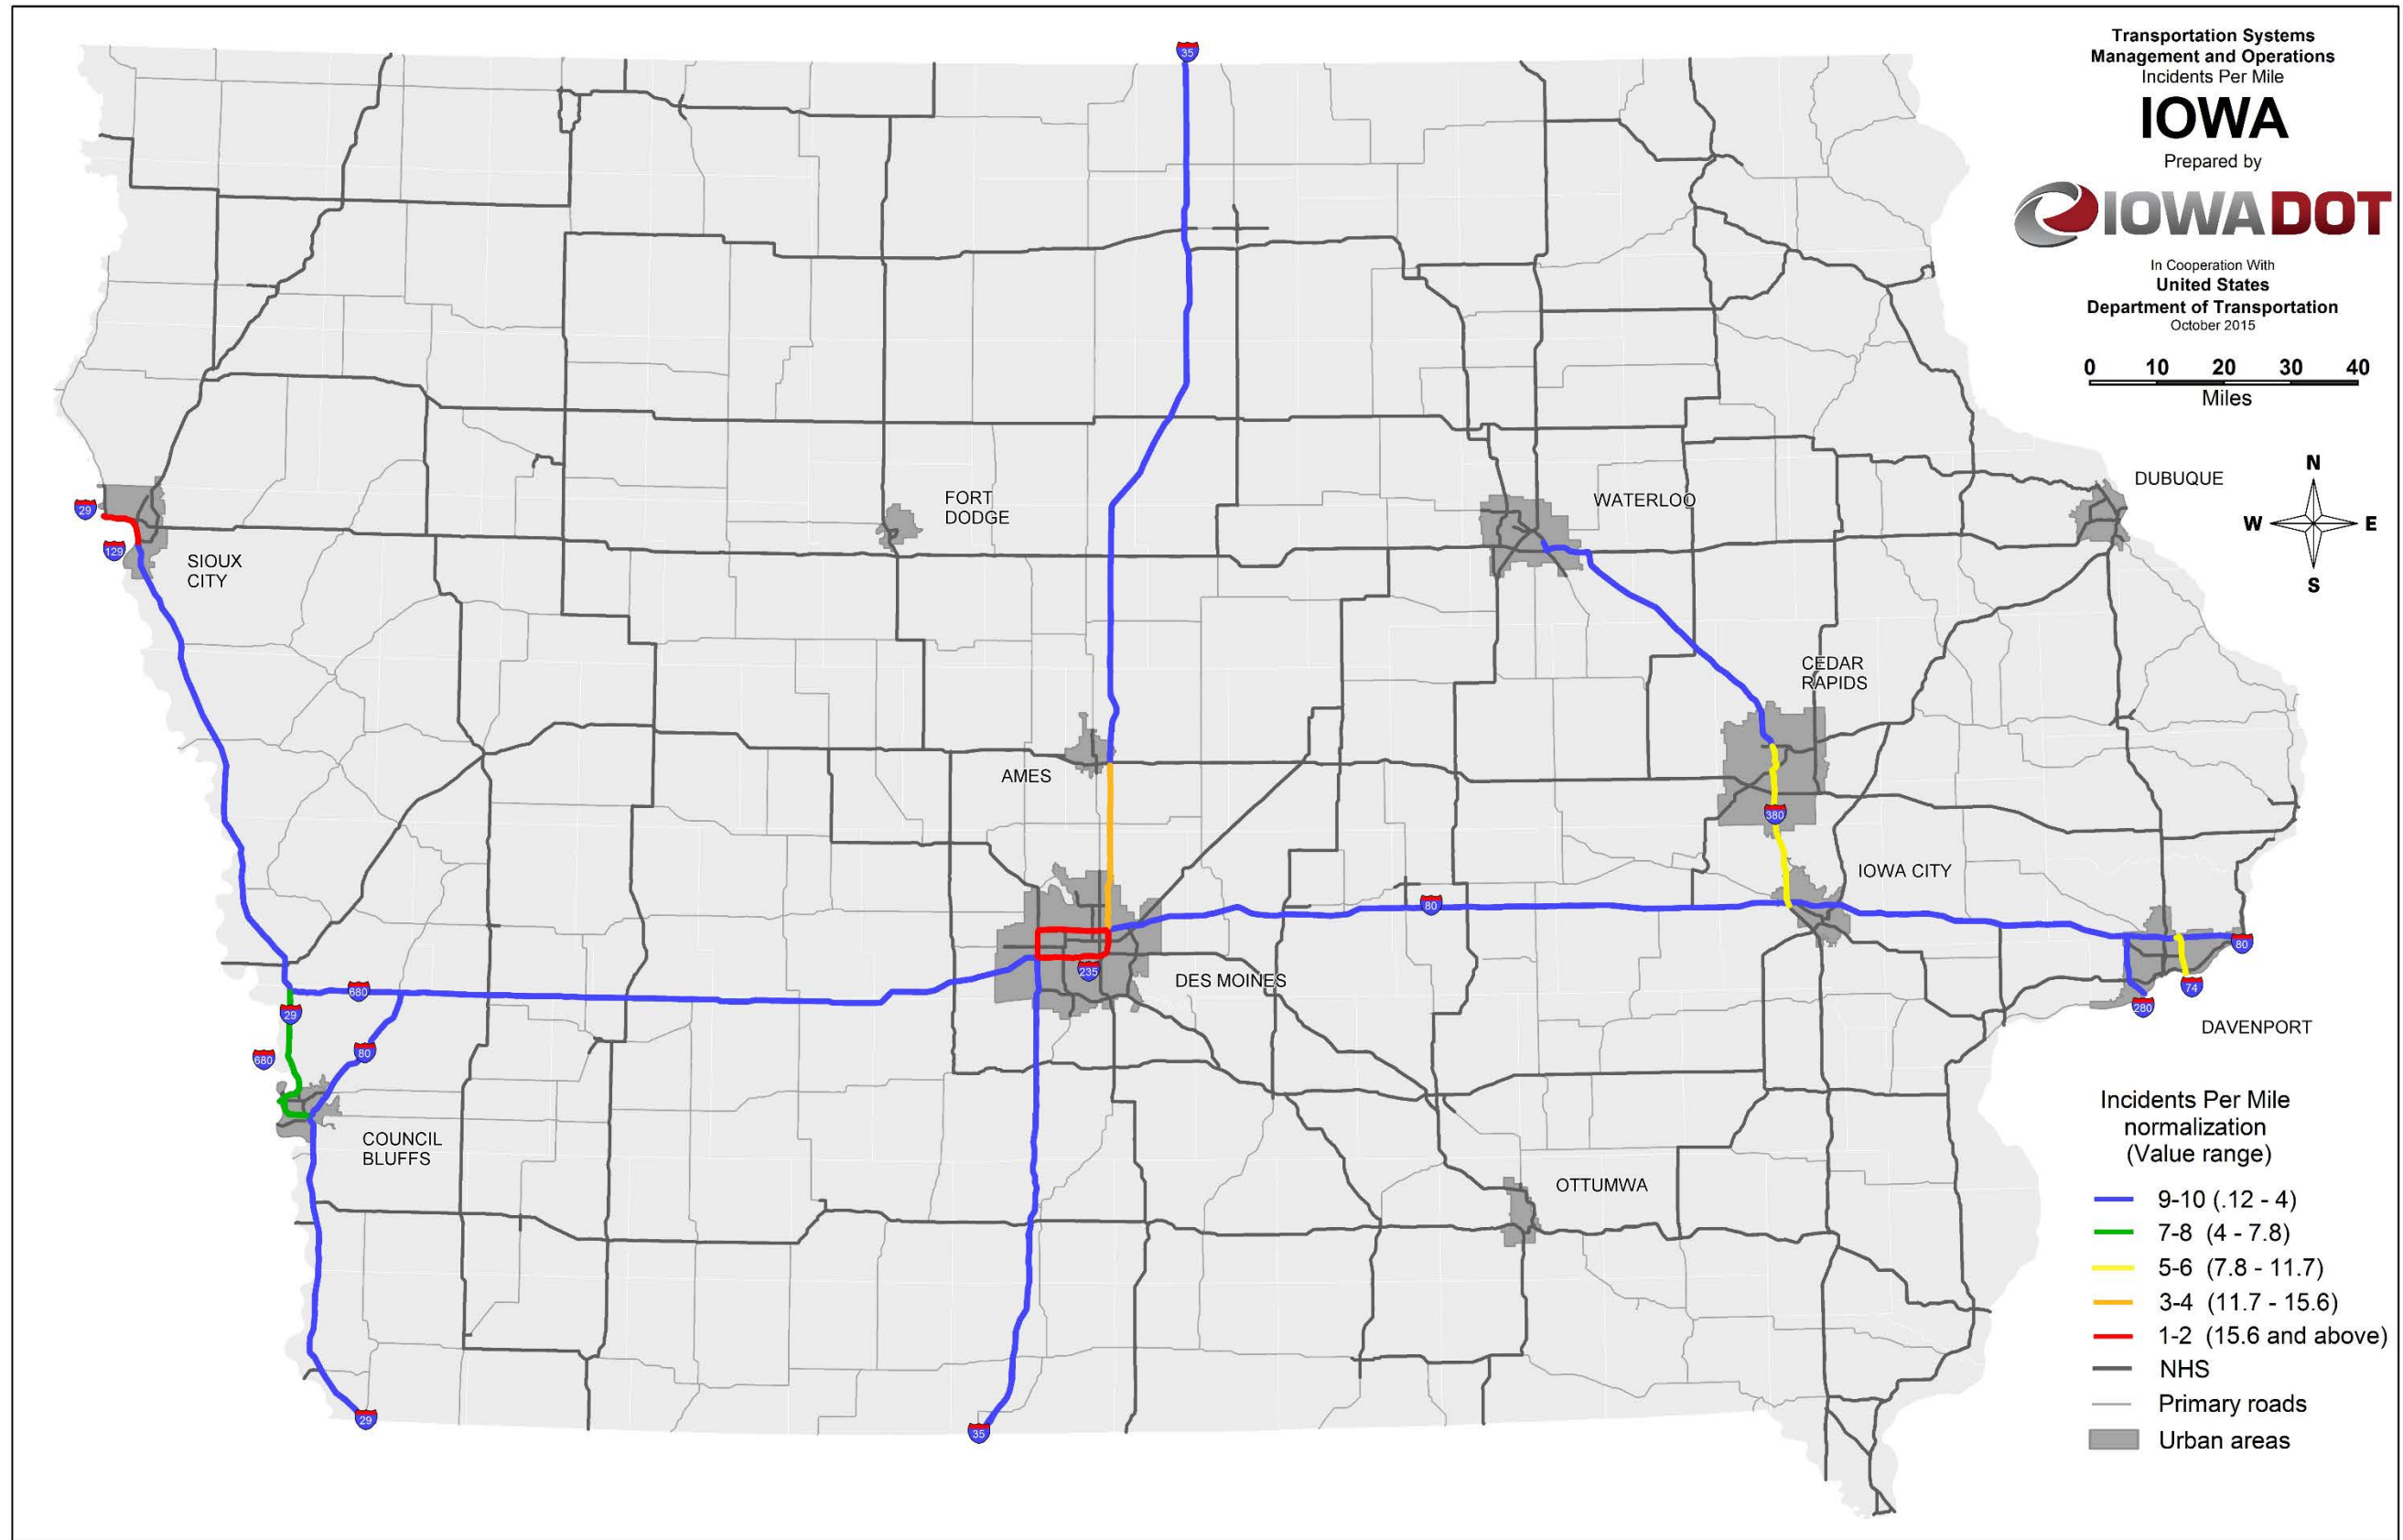 Transportation Systems
Management and Operations
Incidents Per Mile
IOWA
Prepared by
IOWADOT
In Cooperation With
United States
Department of Transportation
October 2015
0 10 20 30 40
Miles
N
W E
S
35
DUBUQUE
FORT
DODGE
WATERLOO
29
129
SIOUX
CITY
CEDAR
RAPIDS
AMES
380
IOWA CITY
80
80
235
DES MOINES
680
74
280
29
DAVENPORT
680
80
COUNCIL
BLUFFS
OTTUMWA
29
35
Incidents Per Mile
normalization
(Value range)
9-10 (.12 - 4)
7-8 (4 - 7.8)
5-6 (7.8 - 11.7)
3-4 (11.7 - 15.6)
1-2 (15.6 and above)
NHS
Primary roads
Urban areas